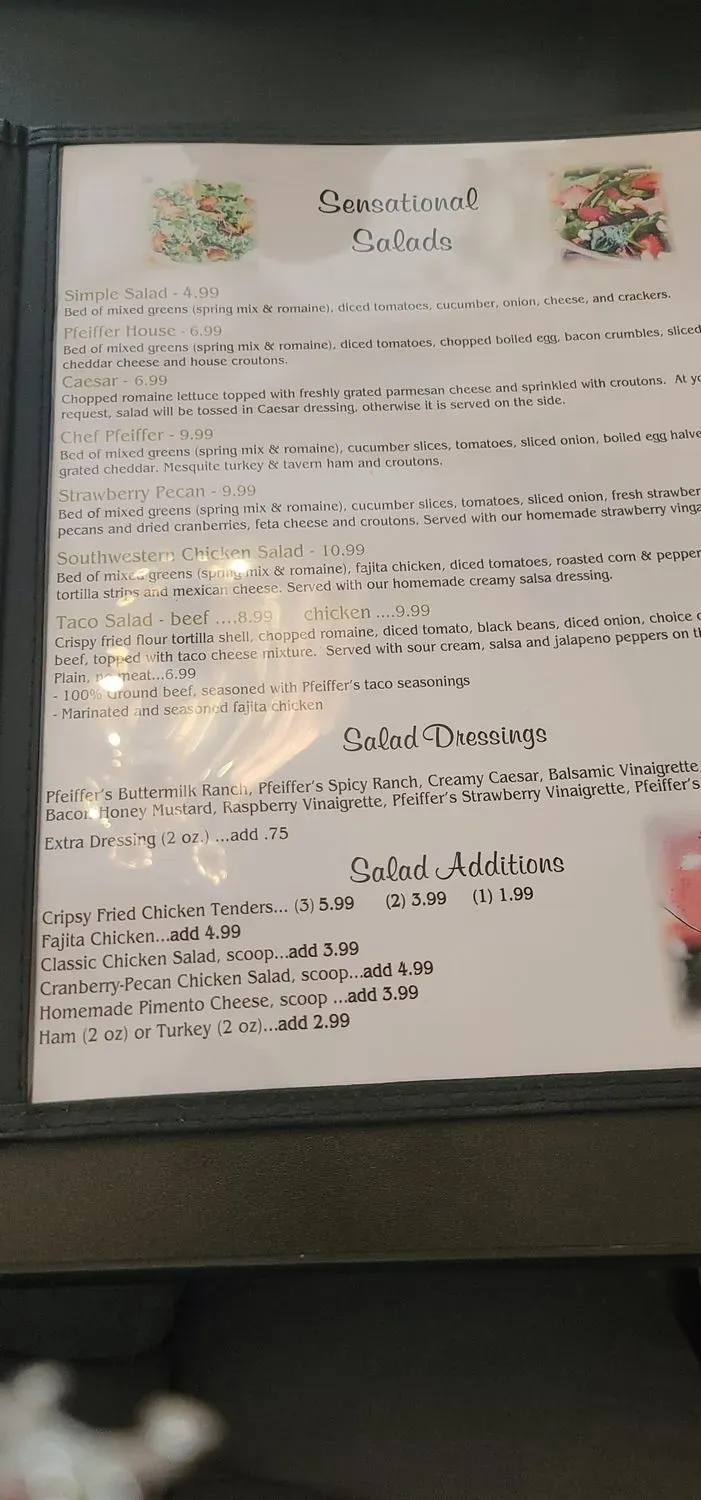 Sensational
Salads
Simple Salad - 4.99
Bed of mixed greens (spring mix & romaine), diced tomatoes, cucumber, onion, cheese, and crackers.
Pfeiffer House - 6.99
Bed of mixed greens (spring mix & romaine), diced tomatoes, chopped boiled egg, bacon crumbles, sliced
cheddar cheese and house croutons.
Caesar - 6.99
Chopped romaine lettuce topped with freshly grated parmesan cheese and sprinkled with croutons. At
request, salad will be tossed in Caesar dressing, otherwise it is served on the side.
Chef Pfeiffer - 9.99
Bed of mixed greens (spring mix & romaine), cucumber slices, tomatoes, sliced onion, boiled egg halve
grated cheddar. Mesquite turkey & tavern ham and croutons.
Strawberry Pecan - 9.99
Bed of mixed greens (spring mix & romaine), cucumber slices, tomatoes, sliced onion, fresh strawber
pecans and dried cranberries, feta cheese and croutons. Served with our homemade strawberry vinga
Southwestern Chicken Salad - 10.99
Bed of mixed greens (spring mix & romaine), fajita chicken, diced tomatoes, roasted corn & pepper
tortilla strips and mexican cheese. Served with our homemade creamy salsa dressing.
Taco Salad - beef ....8.99 chicken ....9.99
Crispy fried flour tortilla shell, chopped romaine, diced tomato, black beans, diced onion, choice
beef, topped with taco cheese mixture. Served with sour cream, salsa and jalapeno peppers on
Plain, no meat...6.99
- 100% Ground beef, seasoned with Pfeiffer's taco seasonings
- Marinated and seasoned fajita chicken
Salad Dressings
Pfeiffer's Buttermilk Ranch, Pfeiffer's Spicy Ranch, Creamy Caesar, Balsamic Vinaigrette,
Bacon Honey Mustard, Raspberry Vinaigrette, Pfeiffer's Strawberry Vinaigrette, Pfeiffer's
Extra Dressing (2 oz.) ...add .75
Salad Additions
Cripsy Fried Chicken Tenders... (3) 5.99 (2) 3.99 (1) 1.99
Fajita Chicken...add 4.99
Classic Chicken Salad, scoop...add 3.99
Cranberry-Pecan Chicken Salad, scoop...add 4.99
Homemade Pimento Cheese, scoop ...add 3.99
Ham (2 oz) or Turkey (2 oz)...add 2.99